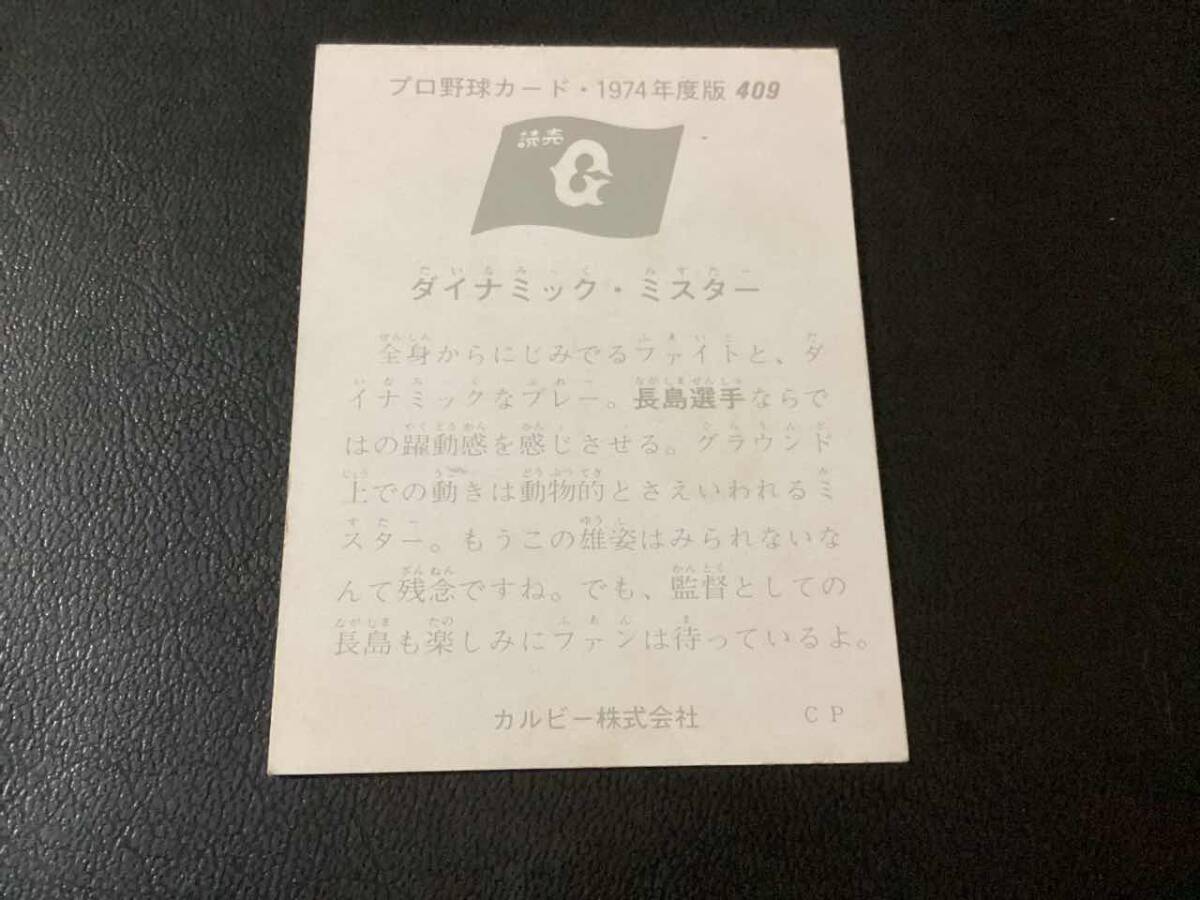 プロ野球カード・1974年度版 409
読売
G
ダイナミック・ミスター
全身からにじみでるファイトと、ダ
イナミックなプレー。長島選手ならで
はの躍動感を感じさせる。グラウンド
上での動きは動物的とさえいわれるミ
スター。もうこの雄姿はみられないな
んて残念ですね。でも、監督としての
長島も楽しみにファンは待っているよ。
カルビー株式会社 CP